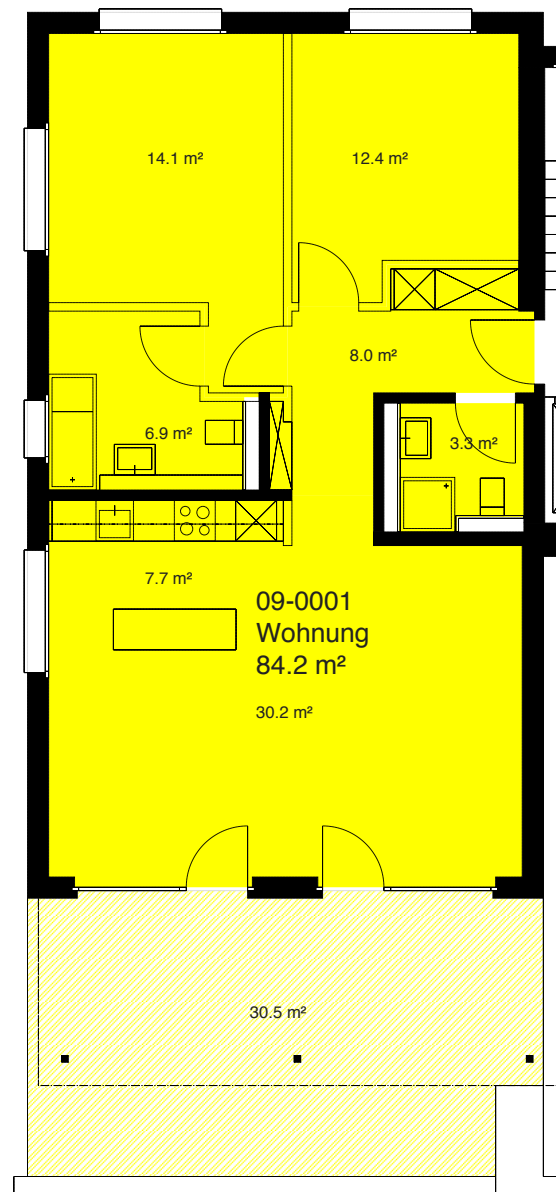 14.1 m²
12.4 m²
8.0 m²
6.9 m²
3.3 m²
7.7 m²
09-0001
Wohnung
84.2 m²
30.2 m²
30.5 m²